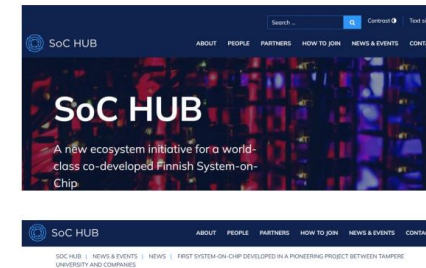 Search ...
Contrast
Text si
SoC HUB
ABOUT PEOPLE PARTNERS HOW TO JOIN NEWS & EVENTS CONT
SoC HUB
A new ecosystem initiative for a world-
class co-developed Finnish System-on-
Chip
SoC HUB
ABOUT PEOPLE PARTNERS HOW TO JOIN NEWS & EVENTS CONTA
SOC HUB | NEWS & EVENTS | NEWS | FIRST SYSTEM-ON-CHIP DEVELOPED IN A PIONEERING PROJECT BETWEEN TAMPERE
UNIVERSITY AND COMPANIES